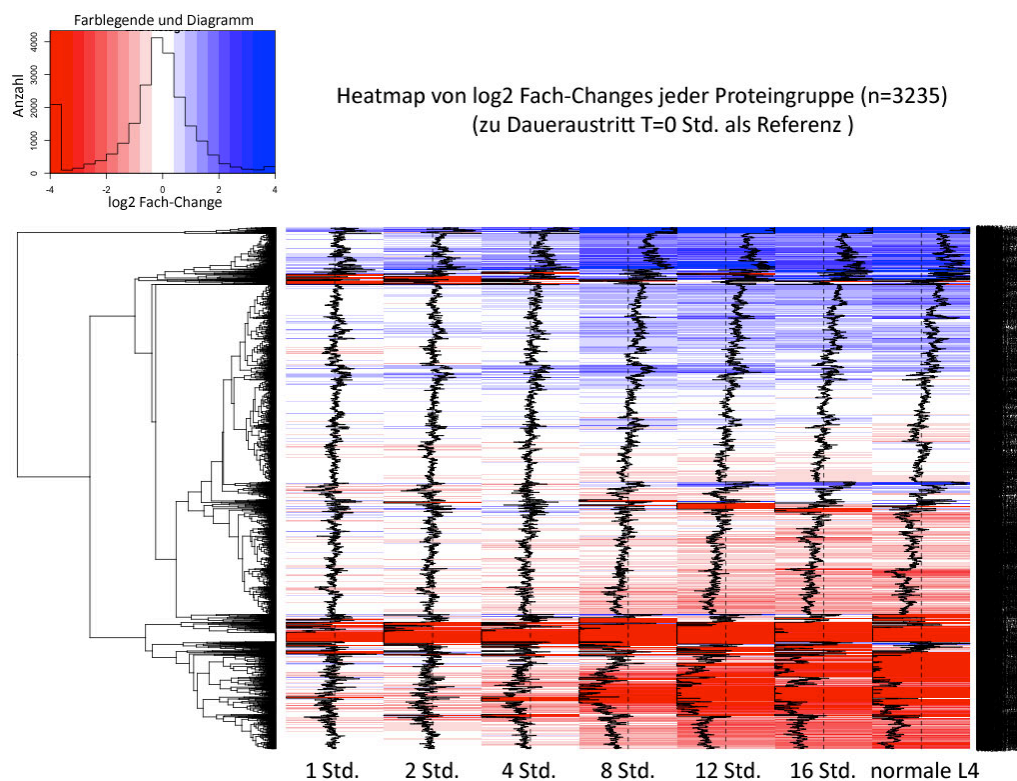 Farblegende und Diagramm
Anzahl
0 1000 2000 3000 4000
-4 -2 0 2 4
log2 Fach-Change
Heatmap von log2 Fach-Changes jeder Proteingruppe (n=3235)
(zu Daueraustritt T=0 Std. als Referenz )
1 Std. 2 Std. 4 Std. 8 Std. 12 Std. 16 Std. normale L4